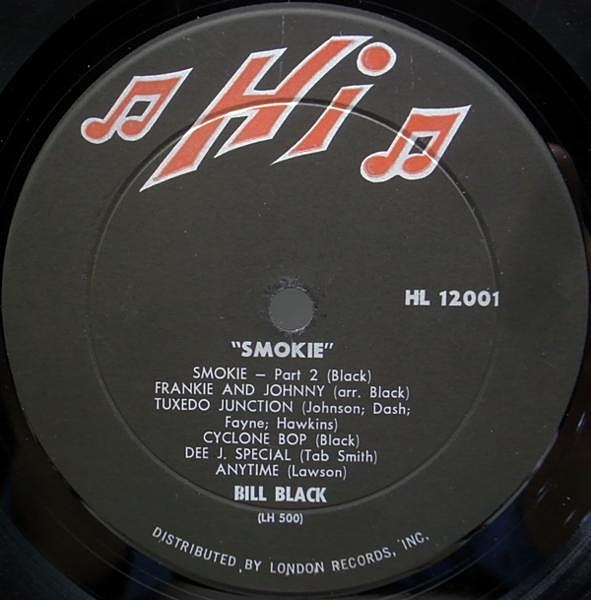 Hi
HL 12001
"SMOKIE"
SMOKIE — Part 2 (Black)
FRANKIE AND JOHNNY (arr. Black)
TUXEDO JUNCTION (Johnson; Dash;
Fayne; Hawkins)
CYCLONE BOP (Black)
DEE J. SPECIAL (Tab Smith)
ANYTIME (Lawson)
BILL BLACK
(LH 500)
DISTRIBUTED BY LONDON RECORDS, INC.